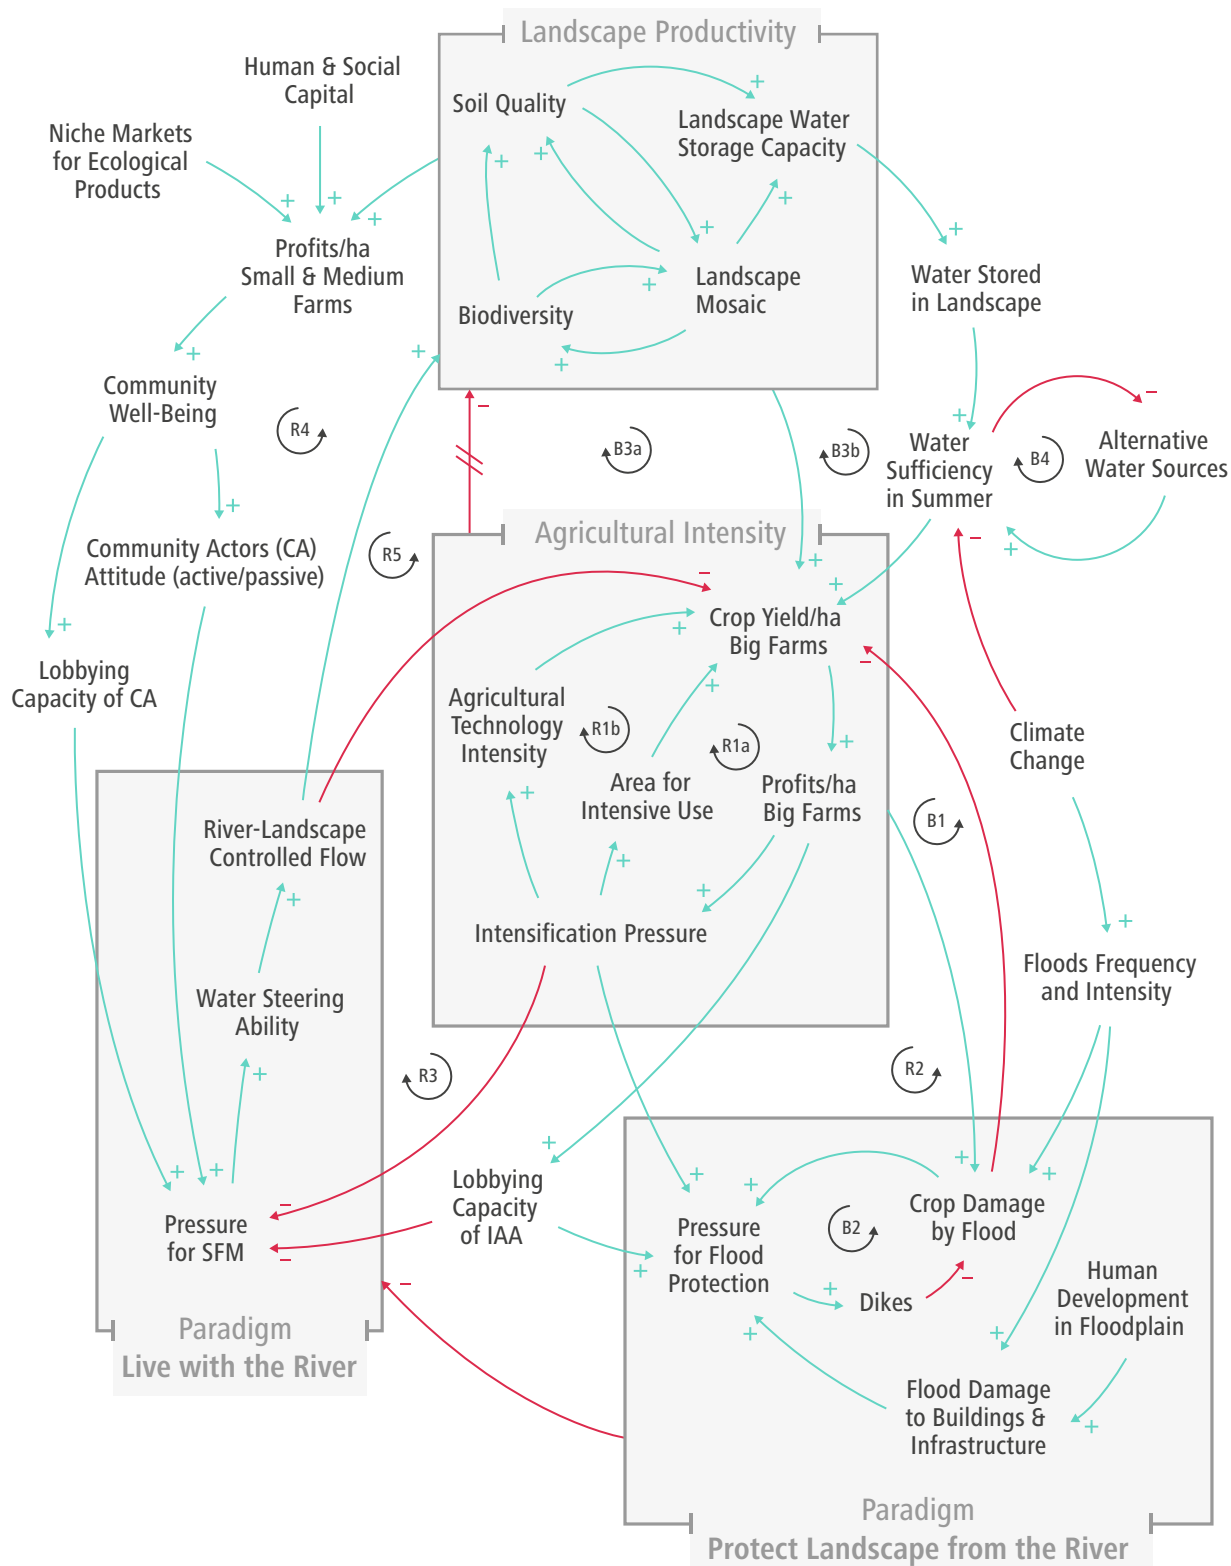 Landscape Productivity
Human & Social
Capital
Niche Markets
for Ecological
Products
Soil Quality
+
Landscape Water
Storage Capacity
+
+
+
+
+
+
+
+
Profits/ha
Small & Medium
Farms
Landscape
Mosaic
+
Biodiversity
+
+
Water Stored
in Landscape
+
+
Community
Well-Being
R4
B3a
B3b
–
+
Water
Sufficiency
in Summer
B4
–
Alternative
Water Sources
+
Community Actors (CA)
Attitude (active/passive)
R5
Agricultural Intensity
–
+
+
–
+
+
Lobbying
Capacity of CA
Crop Yield/ha
Big Farms
+
–
+
Agricultural
Technology
Intensity
R1b
R1a
+
Area for
Intensive Use
Profits/ha
Big Farms
Climate
Change
+
B1
River-Landscape
Controlled Flow
+
+
+
Intensification Pressure
+
Floods Frequency
and Intensity
Water Steering
Ability
+
R3
R2
+
+
+
–
Pressure
for SFM
–
Lobbying
Capacity
of IAA
+
+
+
+
+
Pressure
for Flood
Protection
B2
Crop Damage
by Flood
–
+
Dikes
Human
Development
in Floodplain
–
+
+
Flood Damage
to Buildings &
Infrastructure
+
Paradigm
Live with the River
Paradigm
Protect Landscape from the River